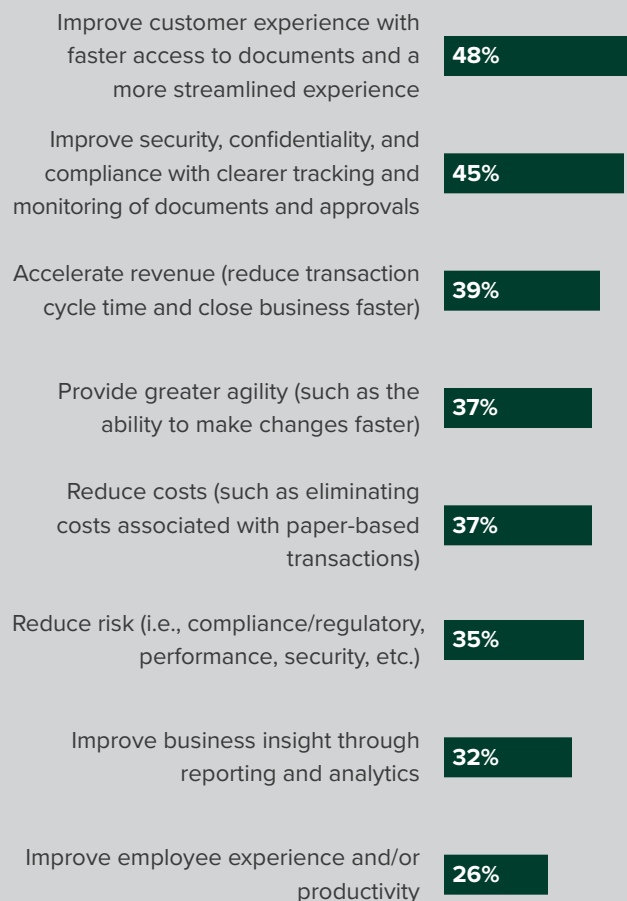 Improve customer experience with
faster access to documents and a
more streamlined experience
48%
Improve security, confidentiality, and
compliance with clearer tracking and
monitoring of documents and approvals
45%
Accelerate revenue (reduce transaction
cycle time and close business faster)
39%
Provide greater agility (such as the
ability to make changes faster)
37%
Reduce costs (such as eliminating
costs associated with paper-based
transactions)
37%
Reduce risk (i.e., compliance/regulatory,
performance, security, etc.)
35%
Improve business insight through
reporting and analytics
32%
Improve employee experience and/or
productivity
26%